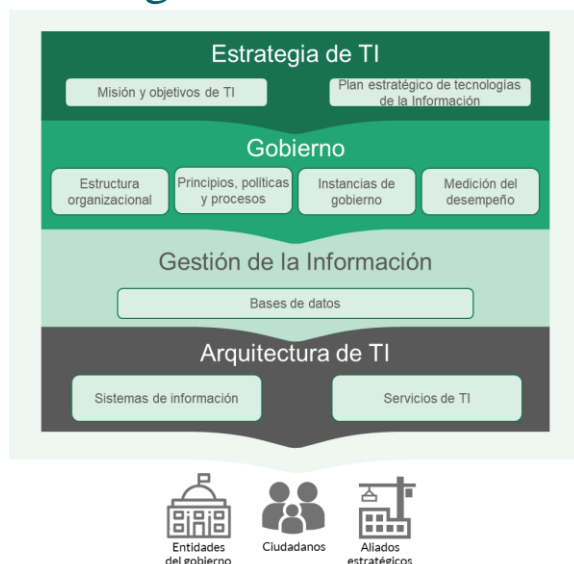 Estrategia de TI
Misión y objetivos de TI
Plan estratégico de tecnologías
de la Información
Gobierno
Estructura
organizacional
Principios, políticas
y procesos
Instancias de
gobierno
Medición del
desempeño
Gestión de la Información
Bases de datos
Arquitectura de TI
Sistemas de información
Servicios de TI
Entidades
del gobierno
Ciudadanos
Aliados
estratégicos